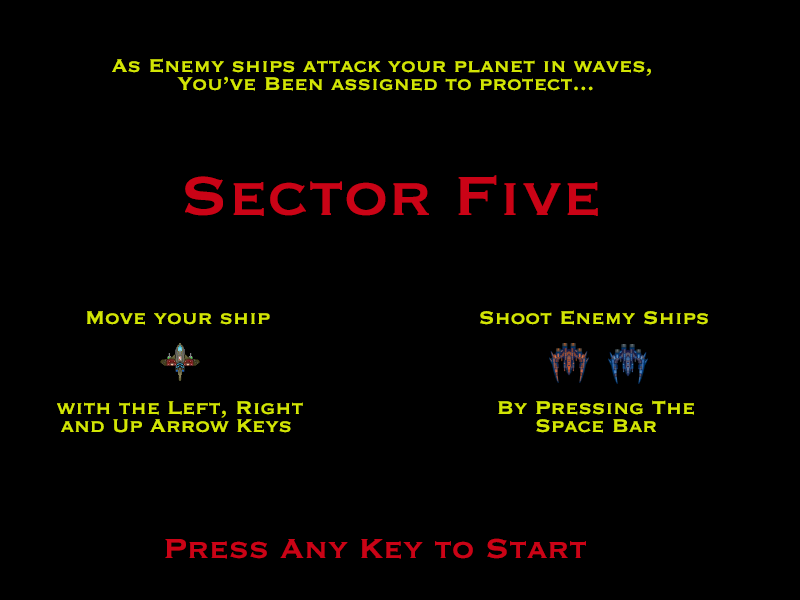 As Enemy ships attack your planet in waves,
You've Been assigned to protect...
Sector Five
Move your ship
with the Left, Right
and Up Arrow Keys
Shoot Enemy Ships
By Pressing The
Space Bar
Press Any Key to Start